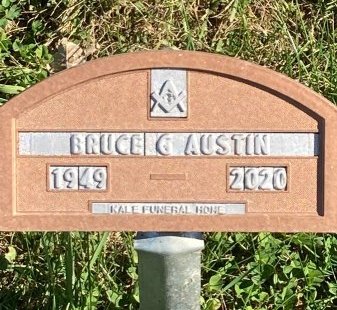 BRUCE G AUSTIN
1949 2020
KALE FUNERAL HOME